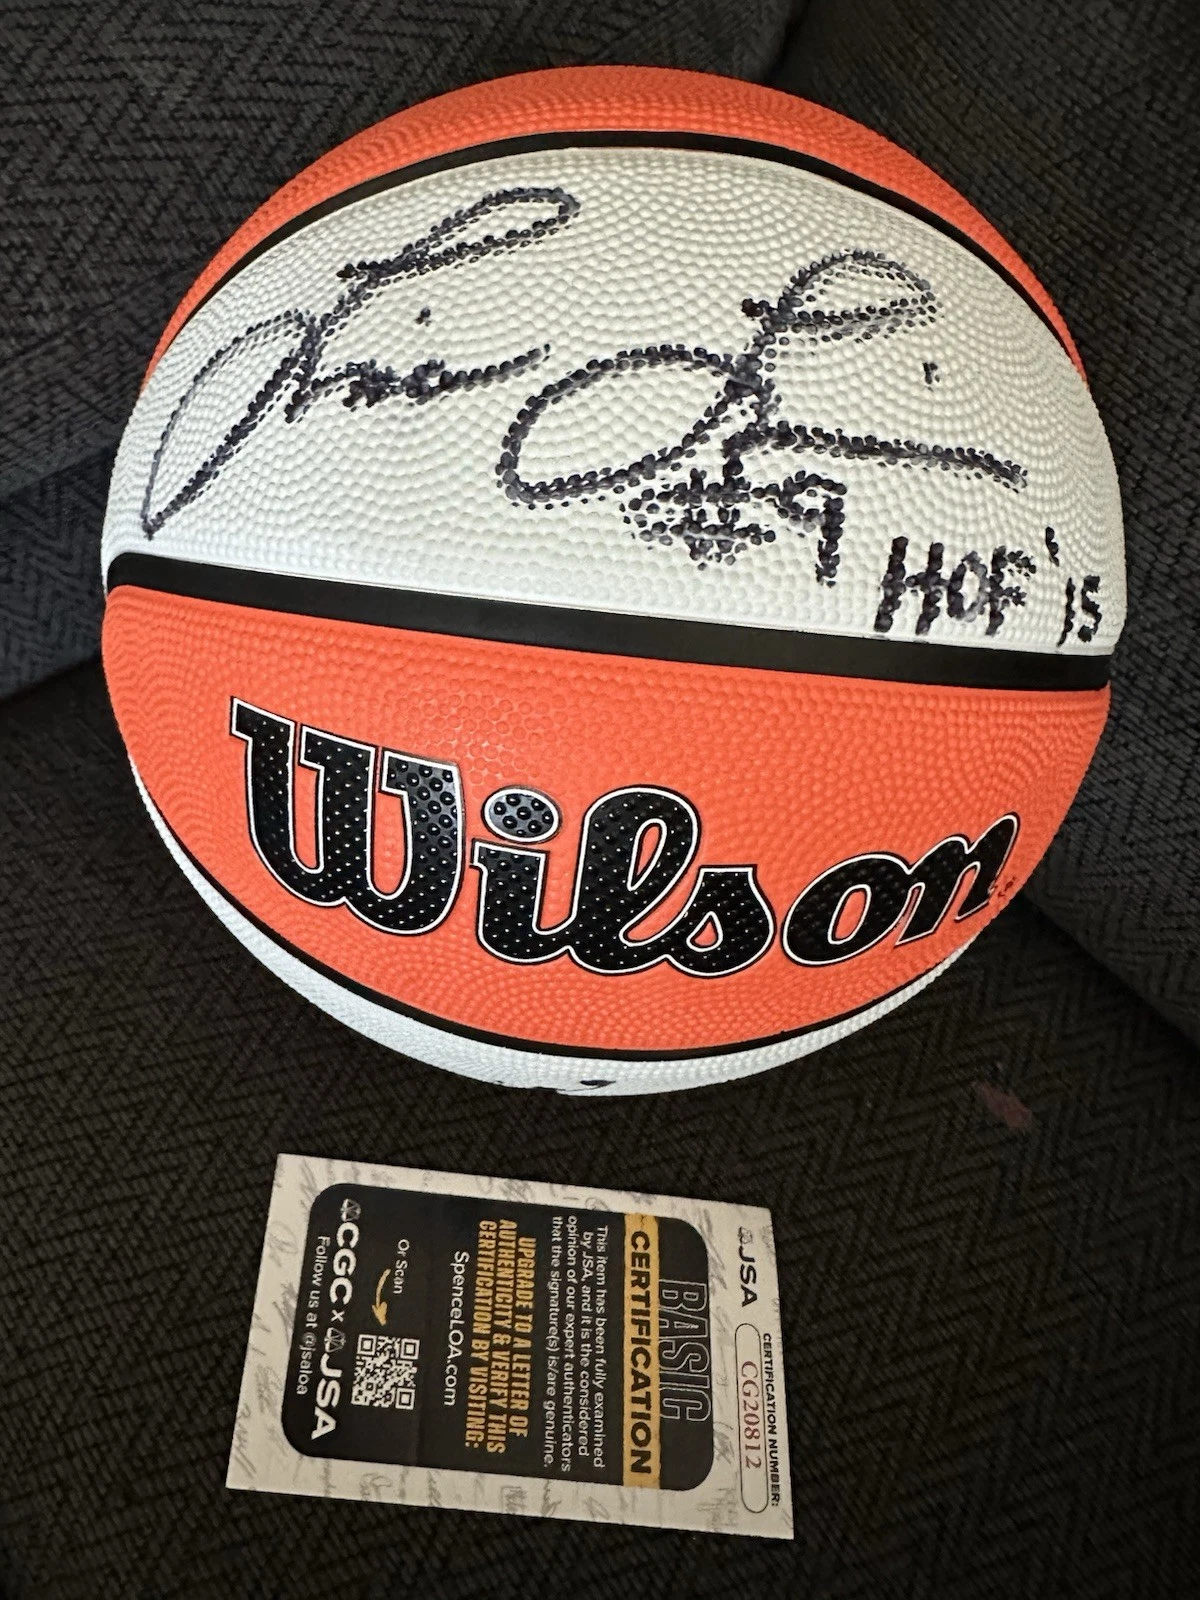 Lisa Leslie
#9
HOF '15
Wilson
JSA
CERTIFICATION NUMBER:
CG20812
BASIC
CERTIFICATION
This item has been fully examined
by JSA, and it is the considered
opinion of our expert authenticators
that the signature(s) is/are genuine.
UPGRADE TO A LETTER OF
AUTHENTICITY & VERIFY THIS
CERTIFICATION BY VISITING:
SpenceLOA.com
Or Scan
CGC x JSA
Follow us at @jsaloa